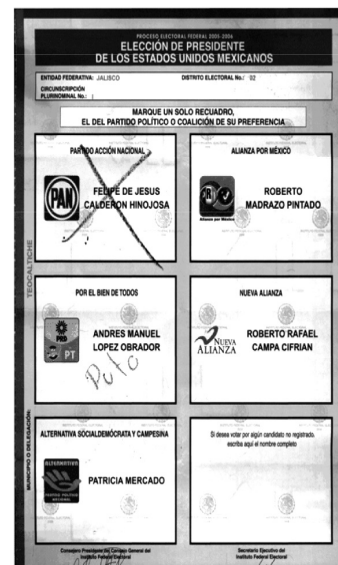 PROCESO ELECTORAL FEDERAL 2005-2006
ELECCIÓN DE PRESIDENTE
DE LOS ESTADOS UNIDOS MEXICANOS
ENTIDAD FEDERATIVA: JALISCO
DISTRITO ELECTORAL No.: 02
CIRCUNSCRIPCIÓN
PLURINOMINAL No.: I
MARQUE UN SOLO RECUADRO,
EL DEL PARTIDO POLÍTICO O COALICIÓN DE SU PREFERENCIA
PARTIDO ACCIÓN NACIONAL
PAN
FELIPE DE JESUS
CALDERON HINOJOSA
ALIANZA POR MÉXICO
Alianza por México
ROBERTO
MADRAZO PINTADO
POR EL BIEN DE TODOS
PRD
PT
ANDRES MANUEL
LOPEZ OBRADOR
Puto
NUEVA ALIANZA
NUEVA
ALIANZA
ROBERTO RAFAEL
CAMPA CIFRIAN
ALTERNATIVA SOCIALDEMÓCRATA Y CAMPESINA
ALTERNATIVA
PATRICIA MERCADO
Si desea votar por algún candidato no registrado,
escriba aquí el nombre completo
TEOCALTICHE
MUNICIPIO O DELEGACIÓN:
Consejero Presidente del Consejo General del
Instituto Federal Electoral
Secretario Ejecutivo del
Instituto Federal Electoral